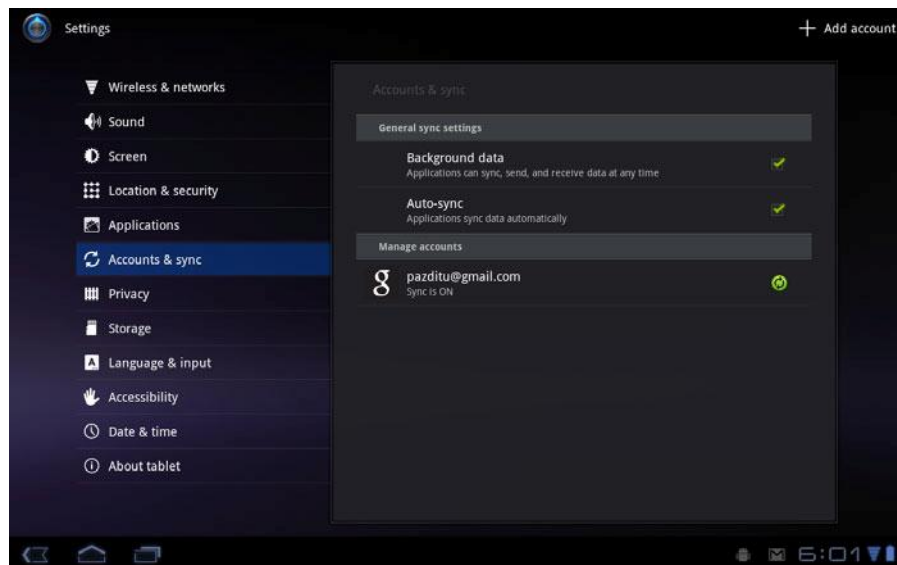 Settings
Add account
Wireless & networks
Sound
Screen
Location & security
Applications
Accounts & sync
Privacy
Storage
Language & input
Accessibility
Date & time
About tablet
Accounts & sync
General sync settings
Background data
Applications can sync, send, and receive data at any time
Auto-sync
Applications sync data automatically
Manage accounts
pazditu@gmail.com
Sync is ON
6:01